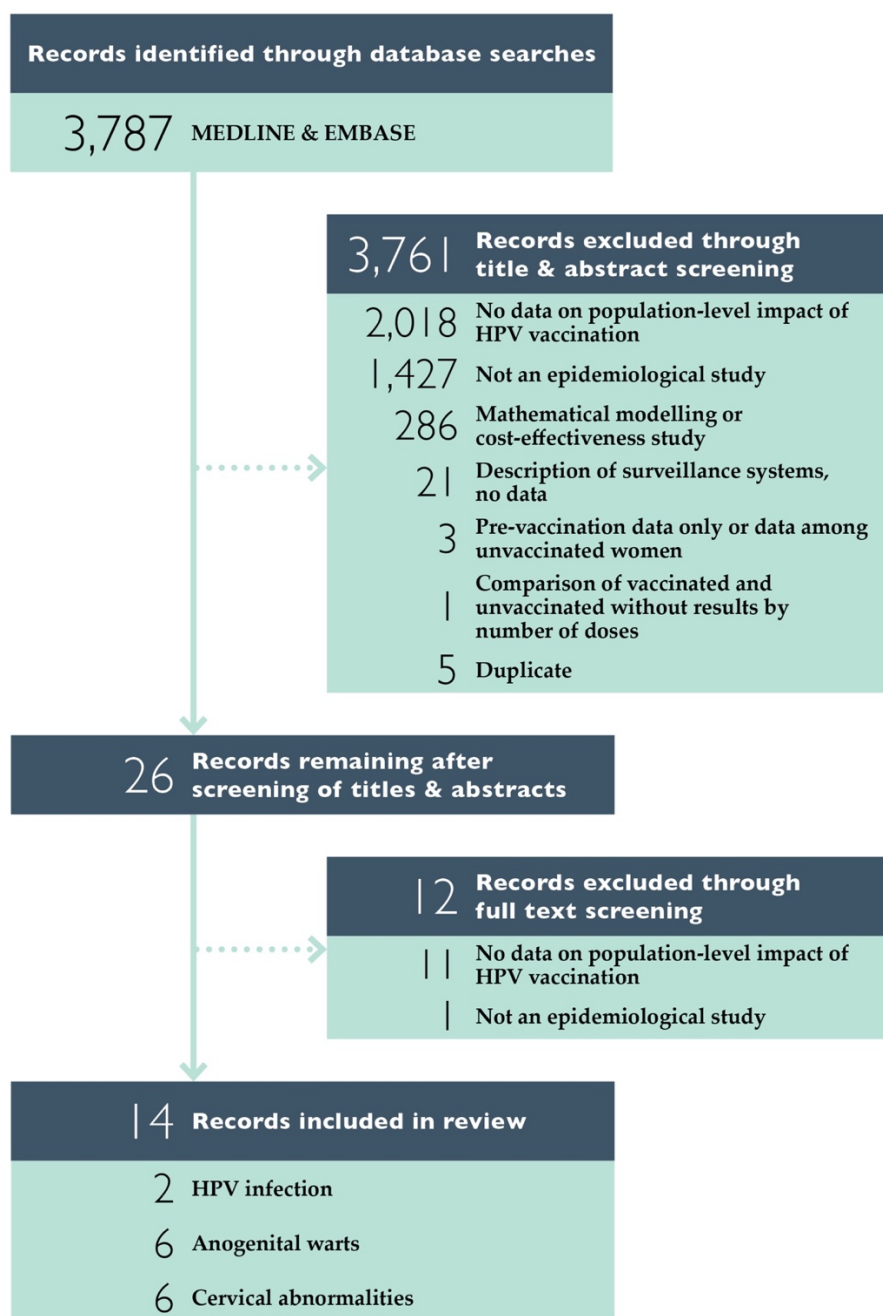 Records identified through database searches
3,787 MEDLINE & EMBASE
3,761 Records excluded through
title & abstract screening
2,018 No data on population-level impact of
HPV vaccination
1,427 Not an epidemiological study
286 Mathematical modelling or
cost-effectiveness study
21 Description of surveillance systems,
no data
3 Pre-vaccination data only or data among
unvaccinated women
1 Comparison of vaccinated and
unvaccinated without results by
number of doses
5 Duplicate
26 Records remaining after
screening of titles & abstracts
12 Records excluded through
full text screening
11 No data on population-level impact of
HPV vaccination
1 Not an epidemiological study
14 Records included in review
2 HPV infection
6 Anogenital warts
6 Cervical abnormalities